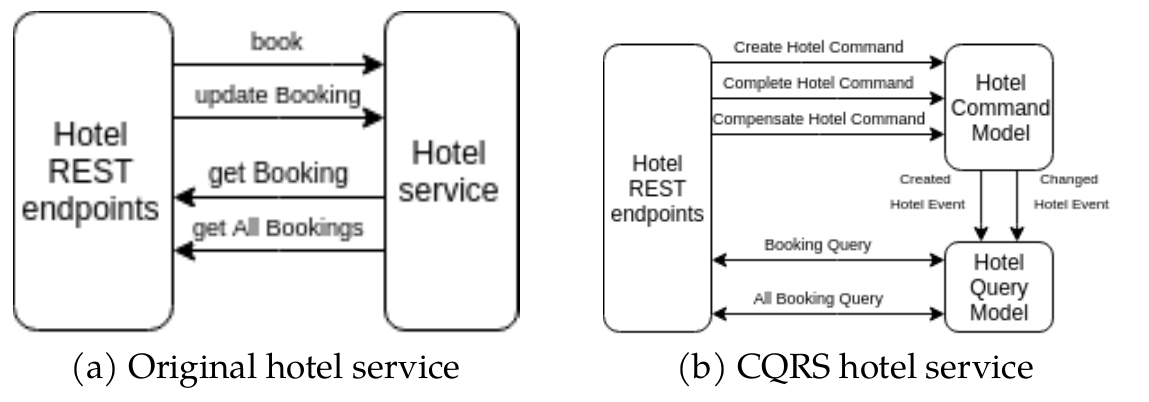 book
update Booking
Hotel
REST
endpoints
get Booking
get All Bookings
Hotel
service
(a) Original hotel service
Create Hotel Command
Complete Hotel Command
Compensate Hotel Command
Hotel
REST
endpoints
Hotel
Command
Model
Created
Hotel Event
Changed
Hotel Event
Booking Query
All Booking Query
Hotel
Query
Model
(b) CQRS hotel service